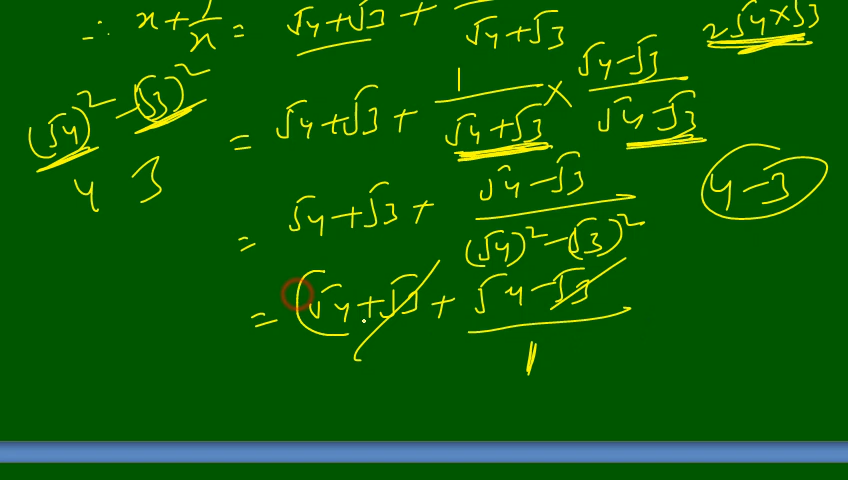 ∴ x + 1/x = √4+√3 + 1/(√4+√3)
2√4×√3
(√4)² - (√3)²
4 3
= √4+√3 + 1/(√4+√3) × (√4-√3)/(√4-√3)
4-3
= √4+√3 + (√4-√3)/((√4)²-(√3)²)
= (√4+√3 + (√4-√3)/1